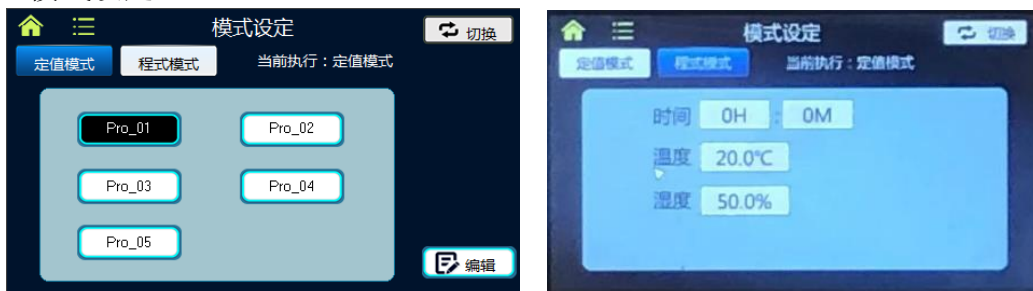 模式设定
切换
定值模式 程式模式 当前执行：定值模式
Pro_01 Pro_02
Pro_03 Pro_04
Pro_05
编辑
模式设定
切换
定值模式 程式模式 当前执行：定值模式
时间 0H : 0M
温度 20.0℃
湿度 50.0%